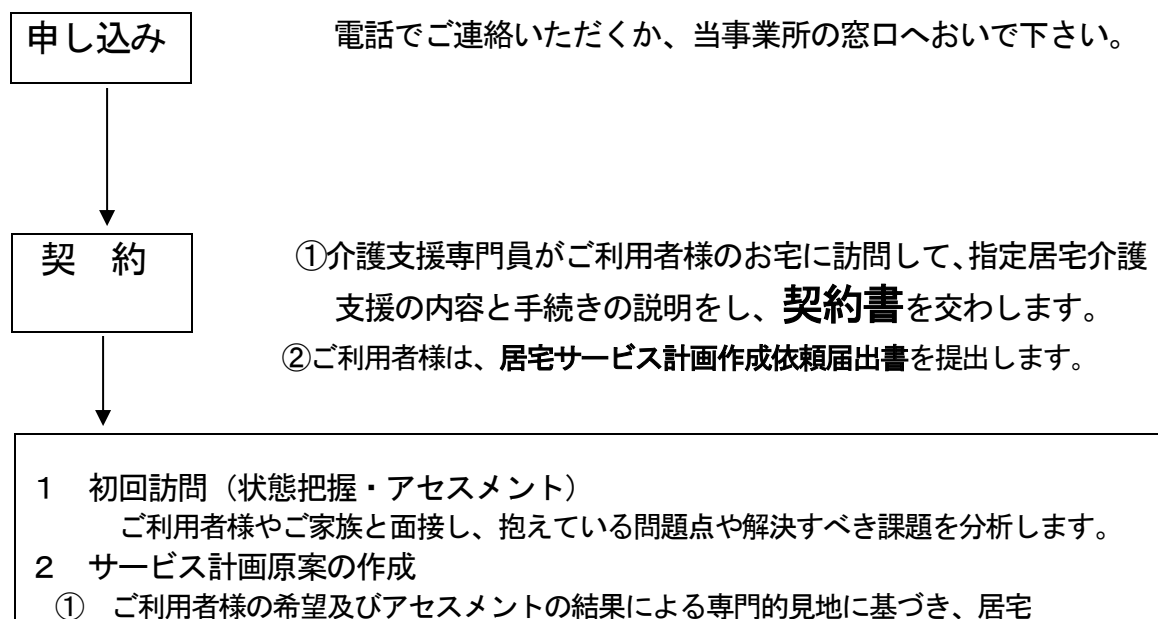 申し込み
電話でご連絡いただくか、当事業所の窓口へおいで下さい。
契　約
①介護支援専門員がご利用者様のお宅に訪問して、指定居宅介護
支援の内容と手続きの説明をし、契約書を交わします。
②ご利用者様は、居宅サービス計画作成依頼届出書を提出します。
１　初回訪問（状態把握・アセスメント）
ご利用者様やご家族と面接し、抱えている問題点や解決すべき課題を分析します。
２　サービス計画原案の作成
①　ご利用者様の希望及びアセスメントの結果による専門的見地に基づき、居宅